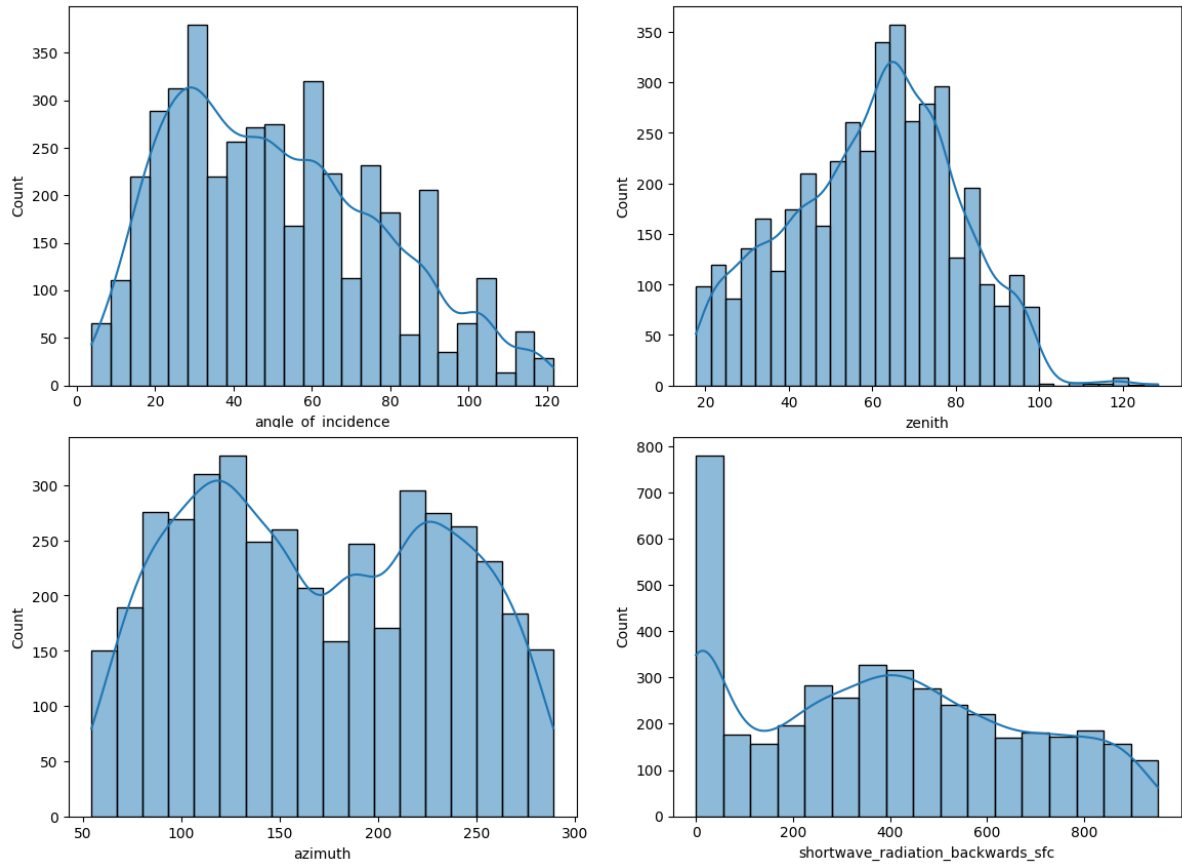 350
300
250
200
150
100
50
0
Count
0 20 40 60 80 100 120
angle_of_incidence
350
300
250
200
150
100
50
0
Count
20 40 60 80 100 120
zenith
300
250
200
150
100
50
0
Count
50 100 150 200 250 300
azimuth
800
700
600
500
400
300
200
100
0
Count
0 200 400 600 800
shortwave_radiation_backwards_sfc